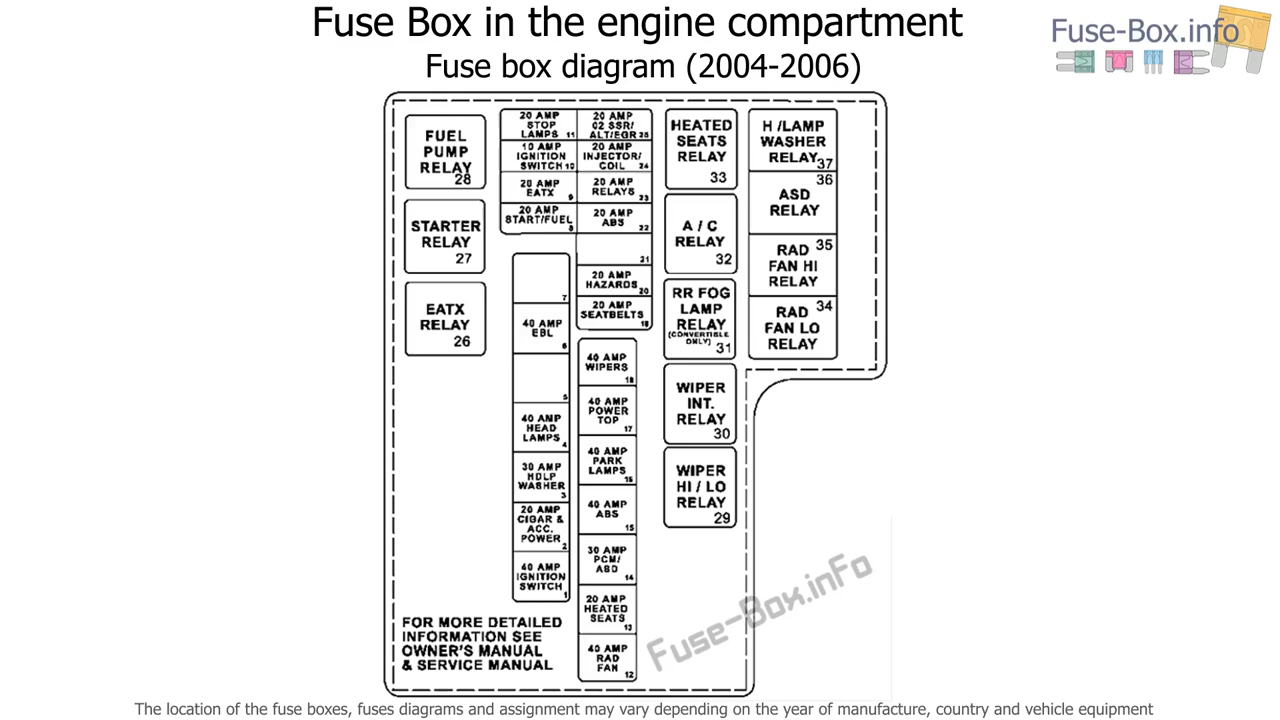 Fuse Box in the engine compartment
Fuse box diagram (2004-2006)
Fuse-Box.info
FUEL
PUMP
RELAY
28
STARTER
RELAY
27
EATX
RELAY
26
20 AMP
STOP
LAMPS 11
10 AMP
IGNITION
SWITCH 10
20 AMP
EATX
9
20 AMP
START/FUEL
8
20 AMP
02 SSR/
ALT/EGR 25
20 AMP
INJECTOR/
COIL 24
20 AMP
RELAYS
23
20 AMP
ABS
22
21
20 AMP
HAZARDS 20
20 AMP
SEATBELTS
19
7
40 AMP
EBL
6
5
40 AMP
HEAD
LAMPS 4
30 AMP
HDLP
WASHER
3
20 AMP
CIGAR &
ACC.
POWER 2
40 AMP
IGNITION
SWITCH 1
40 AMP
WIPERS
18
40 AMP
POWER
TOP 17
40 AMP
PARK
LAMPS 16
40 AMP
ABS
15
30 AMP
PCM/
ASD 14
20 AMP
HEATED
SEATS 13
40 AMP
RAD
FAN 12
HEATED
SEATS
RELAY
33
A / C
RELAY
32
RR FOG
LAMP
RELAY
(CONVERTIBLE
ONLY) 31
WIPER
INT.
RELAY
30
WIPER
HI / LO
RELAY
29
H /LAMP
WASHER
RELAY 37
36
ASD
RELAY
RAD 35
FAN HI
RELAY
RAD 34
FAN LO
RELAY
FOR MORE DETAILED
INFORMATION SEE
OWNER'S MANUAL
& SERVICE MANUAL
Fuse-Box.info
The location of the fuse boxes, fuses diagrams and assignment may vary depending on the year of manufacture, country and vehicle equipment